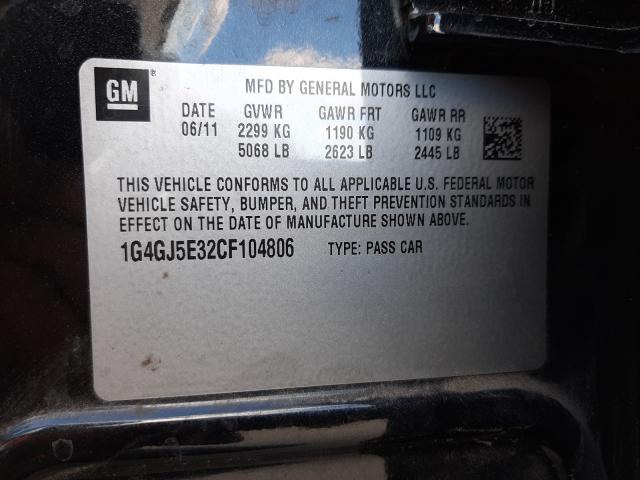 GM®
MFD BY GENERAL MOTORS LLC
DATE GVWR GAWR FRT GAWR RR
06/11 2299 KG 1190 KG 1109 KG
5068 LB 2623 LB 2445 LB
THIS VEHICLE CONFORMS TO ALL APPLICABLE U.S. FEDERAL MOTOR
VEHICLE SAFETY, BUMPER, AND THEFT PREVENTION STANDARDS IN
EFFECT ON THE DATE OF MANUFACTURE SHOWN ABOVE.
1G4GJ5E32CF104806 TYPE: PASS CAR